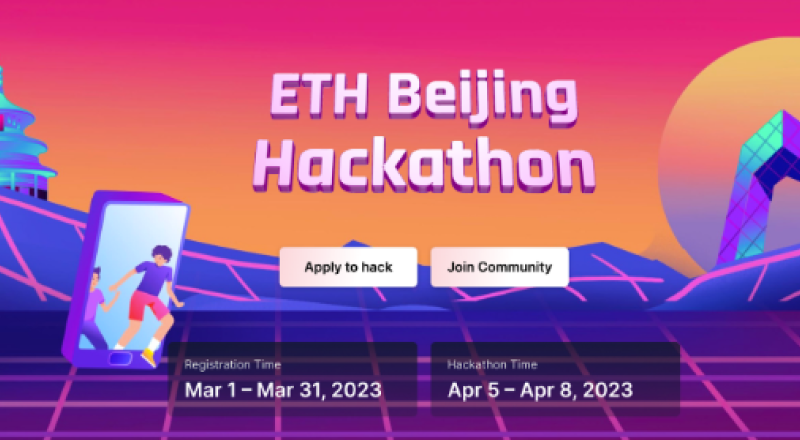 ETH Beijing
Hackathon
Apply to hack
Join Community
Registration Time
Mar 1 – Mar 31, 2023
Hackathon Time
Apr 5 – Apr 8, 2023